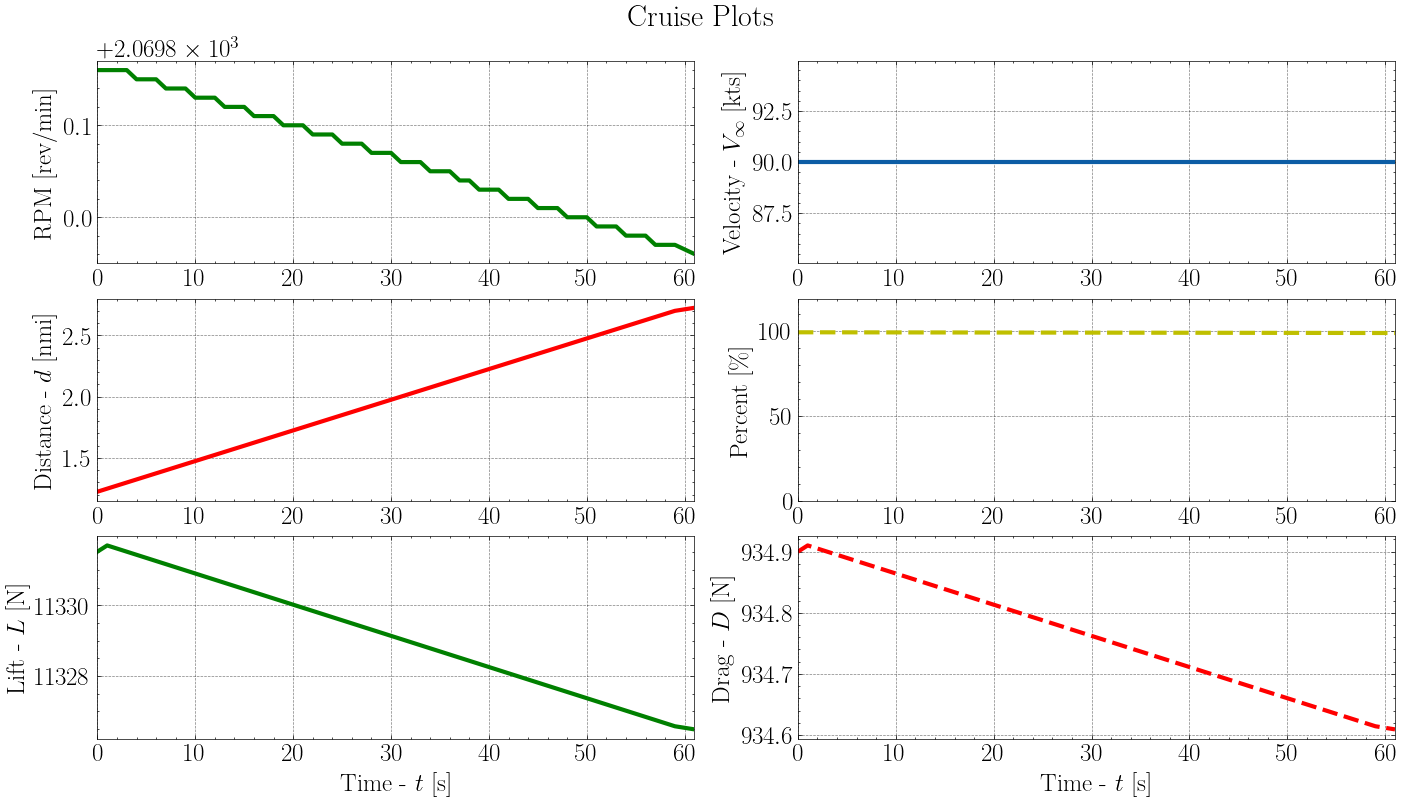 Cruise Plots
+2.0698 × 10³
RPM [rev/min]
0.1
0.0
0 10 20 30 40 50 60
Velocity - V∞ [kts]
92.5
90.0
87.5
0 10 20 30 40 50 60
Distance - d [nmi]
2.5
2.0
1.5
0 10 20 30 40 50 60
Percent [%]
100
50
0
0 10 20 30 40 50 60
Lift - L [N]
11330
11328
0 10 20 30 40 50 60
Time - t [s]
Drag - D [N]
934.9
934.8
934.7
934.6
0 10 20 30 40 50 60
Time - t [s]